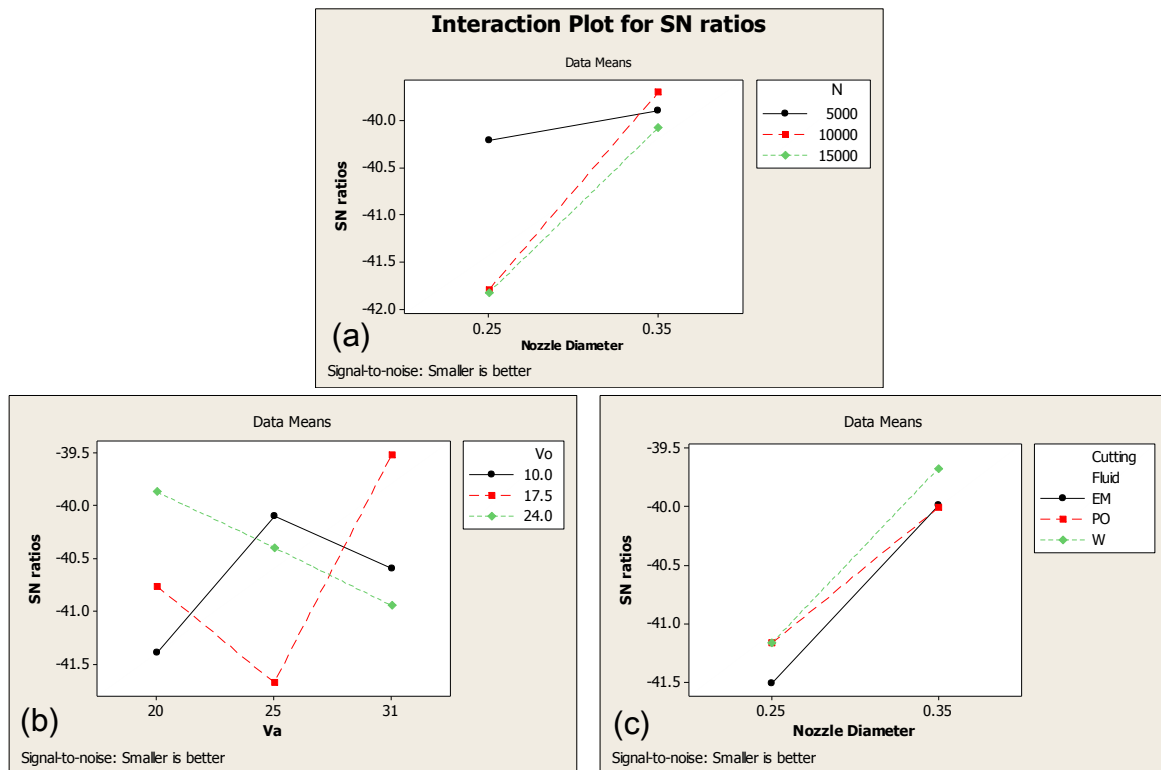 Interaction Plot for SN ratios
Data Means
N
5000
10000
15000
-40.0
-40.5
-41.0
-41.5
-42.0
SN ratios
0.25 0.35
Nozzle Diameter
(a)
Signal-to-noise: Smaller is better
Data Means
Vo
10.0
17.5
24.0
-39.5
-40.0
-40.5
-41.0
-41.5
SN ratios
20 25 31
Va
(b)
Signal-to-noise: Smaller is better
Data Means
Cutting
Fluid
EM
PO
W
-39.5
-40.0
-40.5
-41.0
-41.5
SN ratios
0.25 0.35
Nozzle Diameter
(c)
Signal-to-noise: Smaller is better